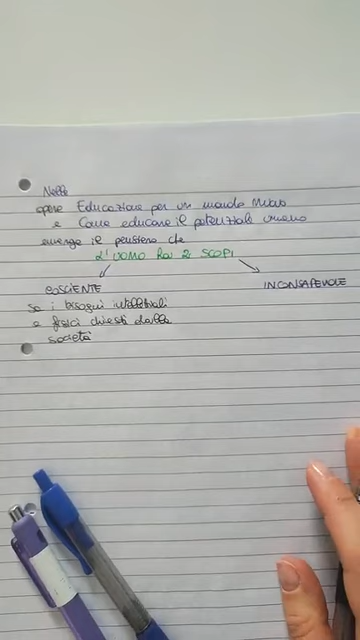 Nelle
opere Educazione per un mondo nuovo
e Come educare il potenziale umano
emerge il pensiero che
L'UOMO HA 2 SCOPI
COSCIENTE
INCONSAPEVOLE
sa i bisogni intellettuali
e fisici chiesti dalla
società